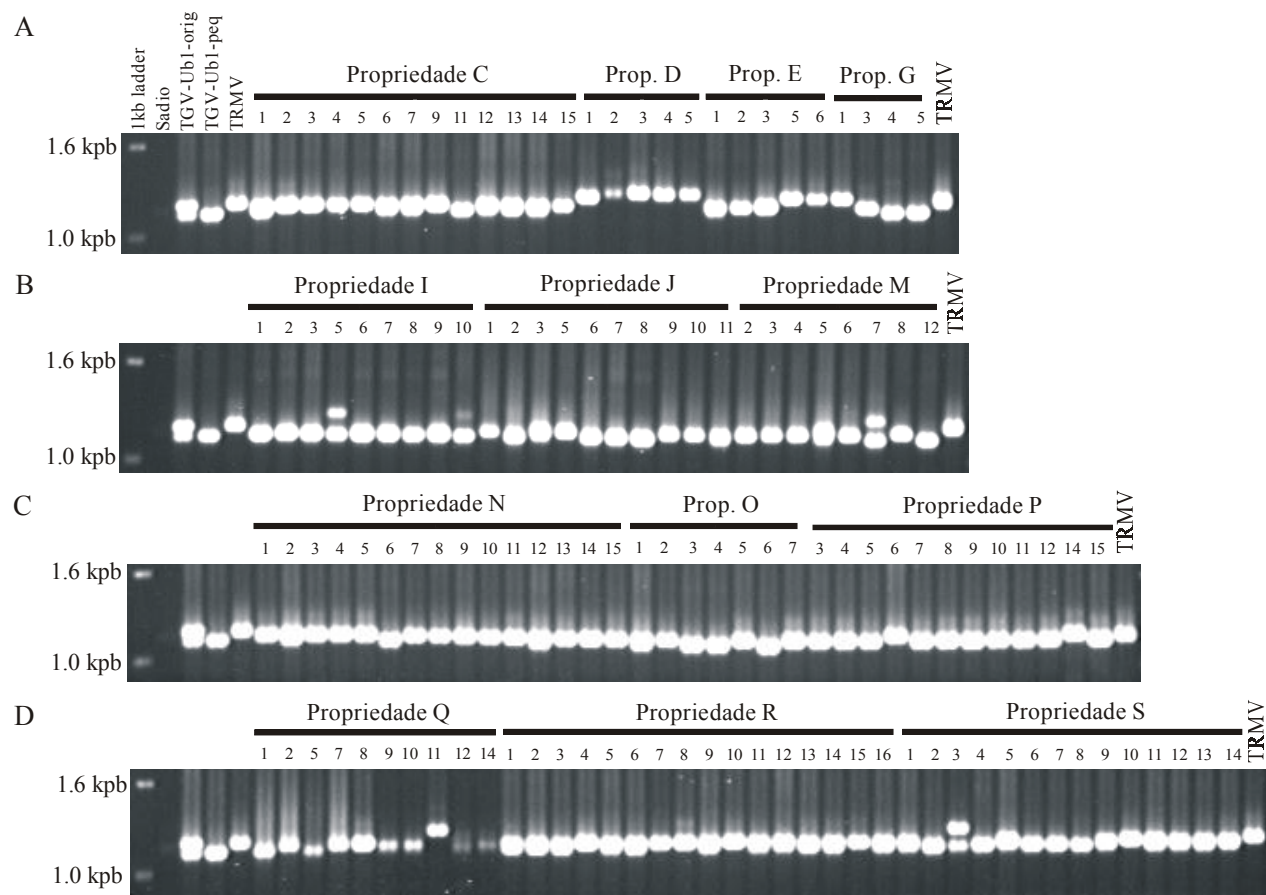 A
1kb ladder
Sadio
TGV-Ub1-orig
TGV-Ub1-peq
TRMV
Propriedade C
Prop. D
Prop. E
Prop. G
TRMV
1 2 3 4 5 6 7 9 11 12 13 14 15 1 2 3 4 5 1 2 3 5 6 1 3 4 5
1.6 kpb
1.0 kpb
B
Propriedade I
Propriedade J
Propriedade M
TRMV
1 2 3 5 6 7 8 9 10 1 2 3 5 6 7 8 9 10 11 2 3 4 5 6 7 8 12
1.6 kpb
1.0 kpb
C
Propriedade N
Prop. O
Propriedade P
TRMV
1 2 3 4 5 6 7 8 9 10 11 12 13 14 15 1 2 3 4 5 6 7 3 4 5 6 7 8 9 10 11 12 14 15
1.6 kpb
1.0 kpb
D
Propriedade Q
Propriedade R
Propriedade S
TRMV
1 2 5 7 8 9 10 11 12 14 1 2 3 4 5 6 7 8 9 10 11 12 13 14 15 16 1 2 3 4 5 6 8 9 10 11 12 13 14
1.6 kpb
1.0 kpb